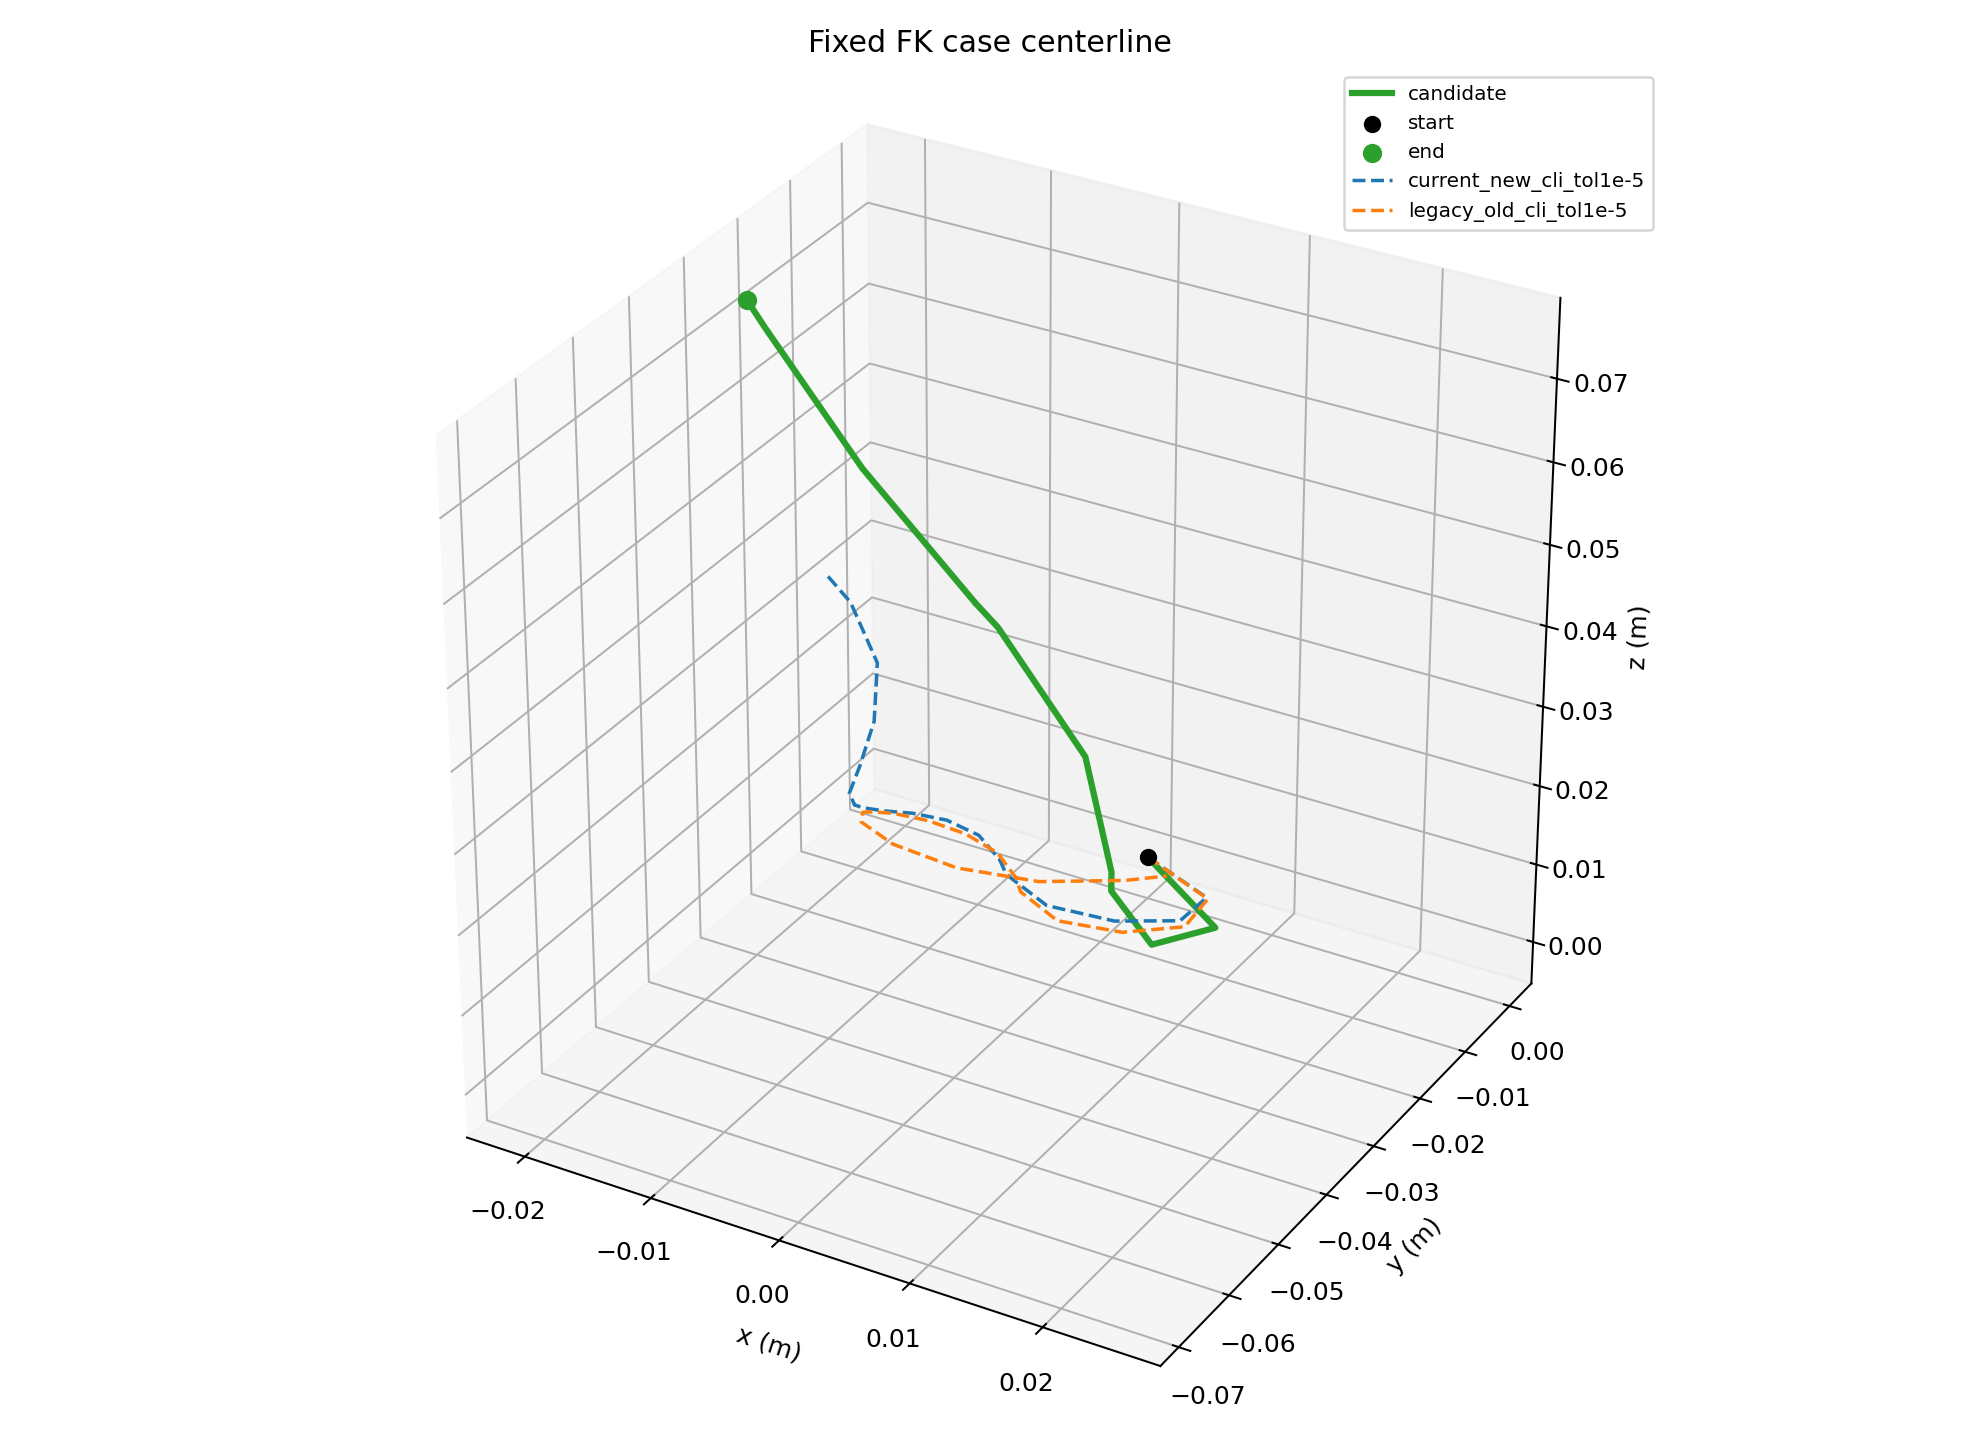 Fixed FK case centerline
candidate
start
end
current_new_cli_tol1e-5
legacy_old_cli_tol1e-5
0.07
0.06
0.05
0.04
0.03
0.02
0.01
0.00
z (m)
0.00
−0.01
−0.02
−0.03
−0.04
−0.05
−0.06
−0.07
y (m)
−0.02
−0.01
0.00
0.01
0.02
x (m)